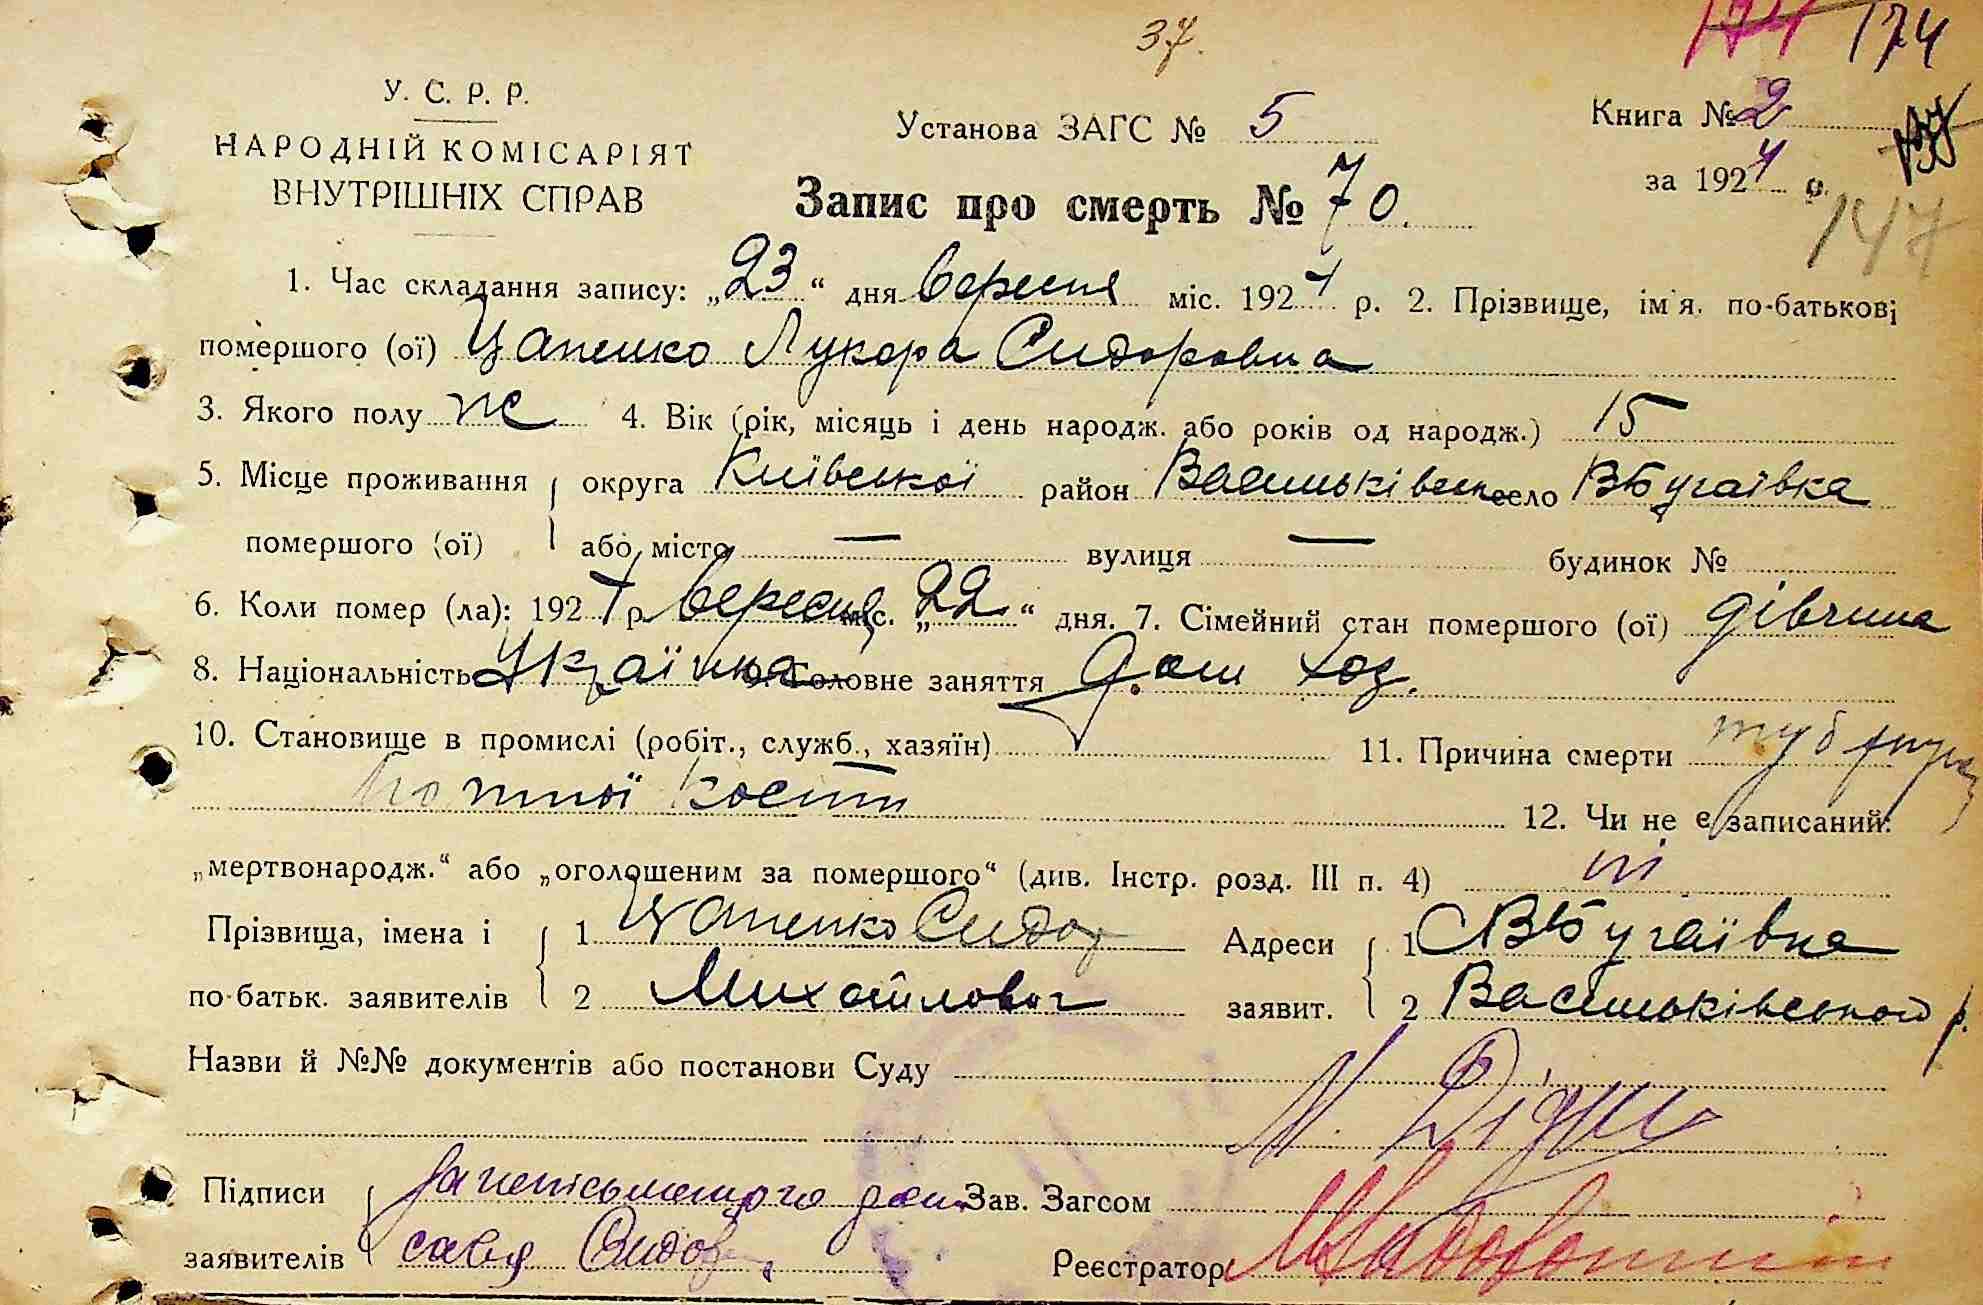 37.
174 174
У. С. Р. Р.
НАРОДНІЙ КОМІСАРІЯТ
ВНУТРІШНІХ СПРАВ
Установа ЗАГС № 5
Книга № 2
за 1927 р.
147
Запис про смерть № 70.
1. Час складання запису: „23“ дня вересня міс. 1927 р. 2. Прізвище, ім'я, по-батькові
помершого (ої) Цапенко Лукера Сидоровна
3. Якого полу ж 4. Вік (рік, місяць і день народж. або років од народж.) 15
5. Місце проживання округа Київської район Васильківськ село ВБугаївка
помершого (ої) або місто — вулиця — будинок №
6. Коли помер (ла): 1927 р. вересня міс. „22“ дня. 7. Сімейний стан помершого (ої) дівчина
8. Національність Українка 9. Головне заняття Дом хоз.
10. Становище в промислі (робіт., служб., хазяїн) 11. Причина смерти туб
кости
12. Чи не є записаний:
„мертвонародж.“ або „оголошеним за помершого“ (див. Інстр. розд. III п. 4) ні
Прізвища, імена і 1 Цапенко Сидор Адреси 1 ВБугаївка
по-батьк. заявителів 2 Михайлович заявит. 2 Васильківського р.
Назви й №№ документів або постанови Суду
Підписи за неписьменного Зав. Загсом
заявителів Сидор Реєстратор